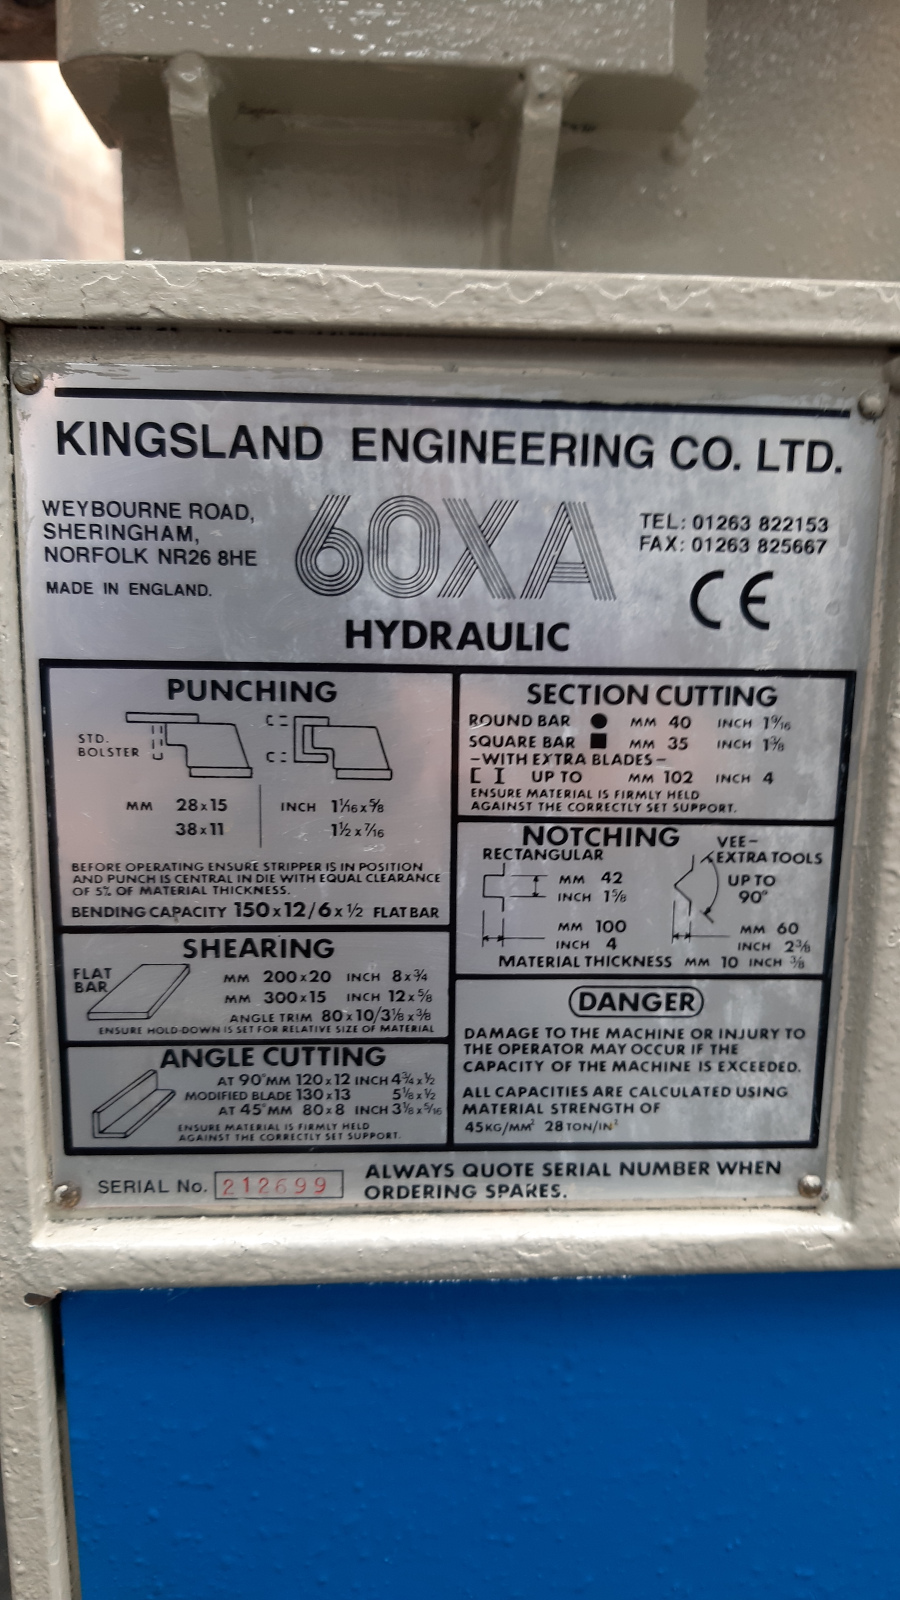 KINGSLAND ENGINEERING CO. LTD.
WEYBOURNE ROAD,
SHERINGHAM,
NORFOLK NR26 8HE
MADE IN ENGLAND.
60XA
HYDRAULIC
TEL: 01263 822153
FAX: 01263 825667
CE
PUNCHING
STD.
BOLSTER
MM 28x15 INCH 1 1/16 x 5/8
38x11 1 1/2 x 7/16
BEFORE OPERATING ENSURE STRIPPER IS IN POSITION
AND PUNCH IS CENTRAL IN DIE WITH EQUAL CLEARANCE
OF 5% OF MATERIAL THICKNESS.
BENDING CAPACITY 150x12/6x1/2 FLAT BAR
SHEARING
FLAT
BAR
MM 200x20 INCH 8x3/4
MM 300x15 INCH 12x5/8
ANGLE TRIM 80x10/3 1/8 x 3/8
ENSURE HOLD-DOWN IS SET FOR RELATIVE SIZE OF MATERIAL
ANGLE CUTTING
AT 90° MM 120x12 INCH 4 3/4 x 1/2
MODIFIED BLADE 130x13 5 1/8 x 1/2
AT 45° MM 80x8 INCH 3 1/8 x 5/16
ENSURE MATERIAL IS FIRMLY HELD
AGAINST THE CORRECTLY SET SUPPORT.
SECTION CUTTING
ROUND BAR ● MM 40 INCH 1 9/16
SQUARE BAR ■ MM 35 INCH 1 3/8
-WITH EXTRA BLADES-
[ I UP TO MM 102 INCH 4
ENSURE MATERIAL IS FIRMLY HELD
AGAINST THE CORRECTLY SET SUPPORT.
NOTCHING
RECTANGULAR
MM 42
INCH 1 5/8
MM 100
INCH 4
VEE-
EXTRA TOOLS
UP TO
90°
MM 60
INCH 2 3/8
MATERIAL THICKNESS MM 10 INCH 3/8
DANGER
DAMAGE TO THE MACHINE OR INJURY TO
THE OPERATOR MAY OCCUR IF THE
CAPACITY OF THE MACHINE IS EXCEEDED.
ALL CAPACITIES ARE CALCULATED USING
MATERIAL STRENGTH OF
45KG/MM² 28 TON/IN²
SERIAL No. 212699
ALWAYS QUOTE SERIAL NUMBER WHEN
ORDERING SPARES.